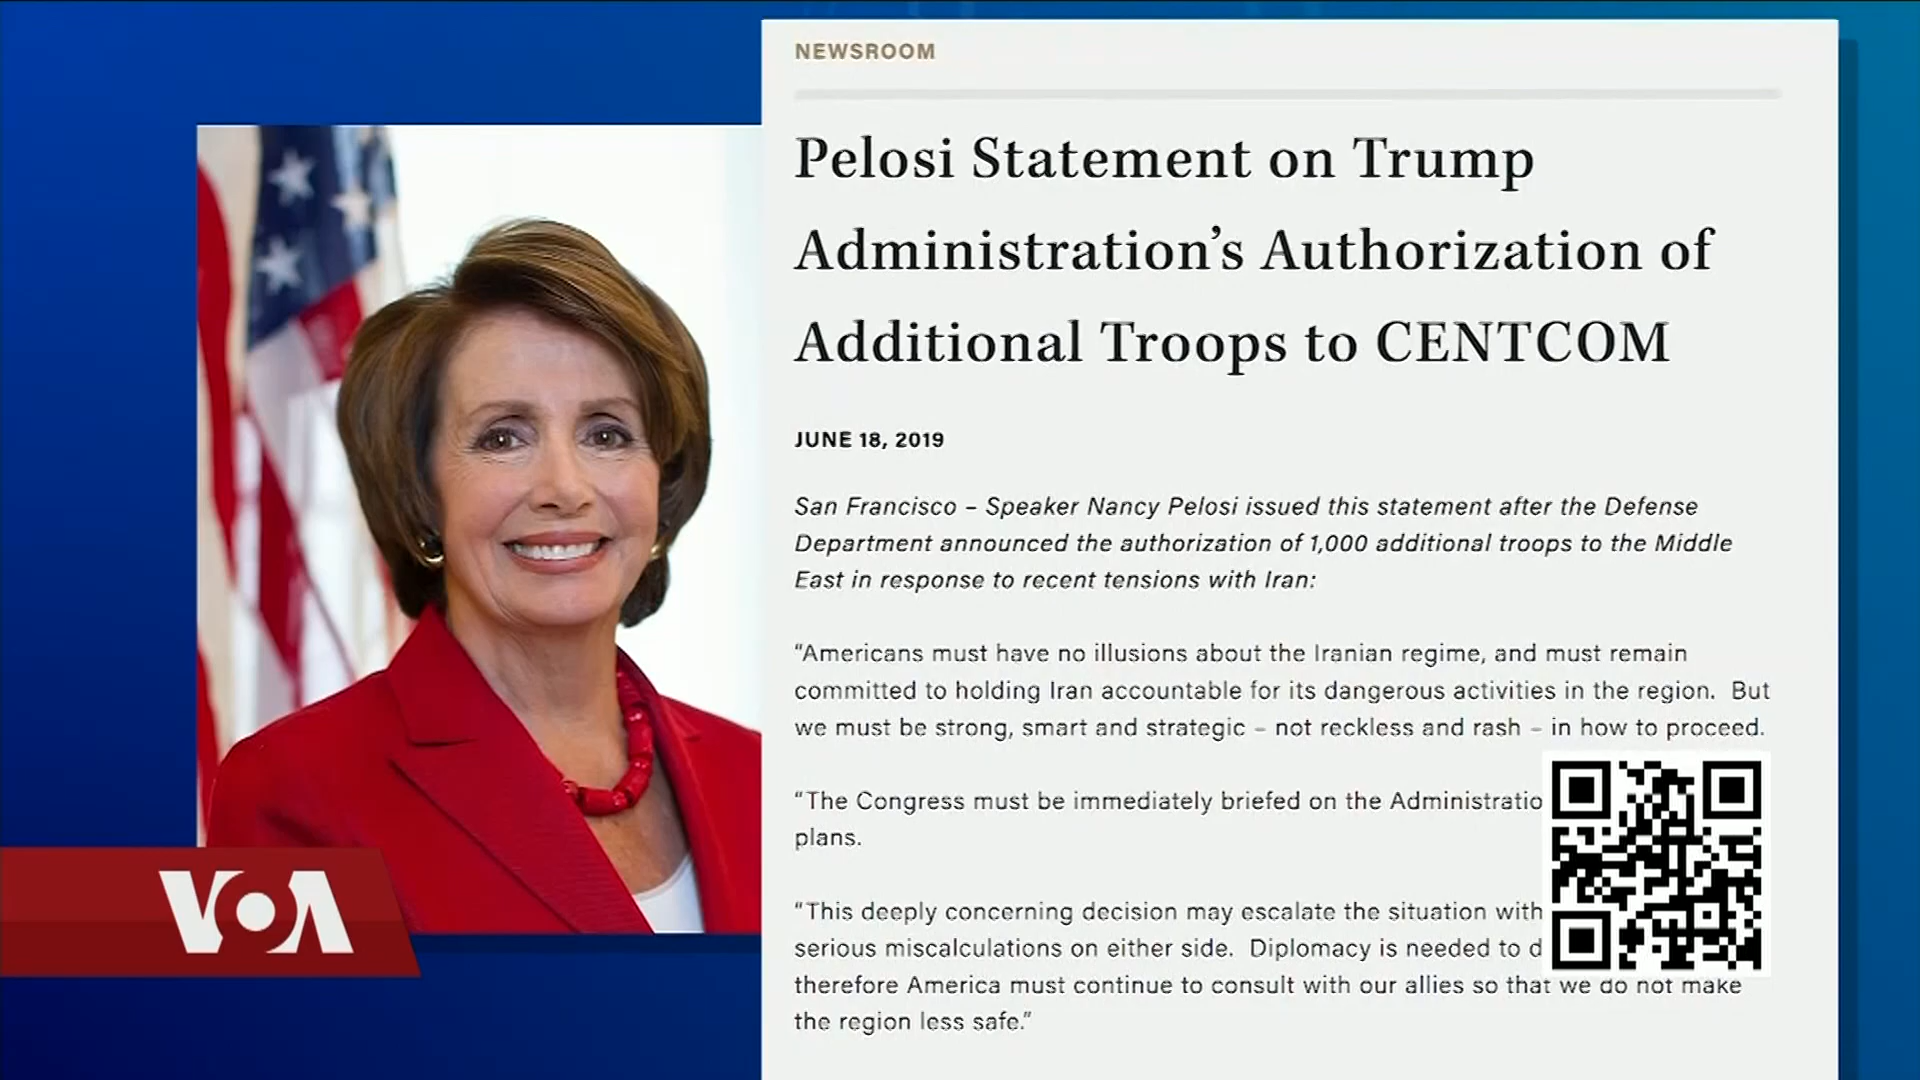 NEWSROOM
Pelosi Statement on Trump
Administration’s Authorization of
Additional Troops to CENTCOM
JUNE 18, 2019
San Francisco – Speaker Nancy Pelosi issued this statement after the Defense
Department announced the authorization of 1,000 additional troops to the Middle
East in response to recent tensions with Iran:
“Americans must have no illusions about the Iranian regime, and must remain
committed to holding Iran accountable for its dangerous activities in the region. But
we must be strong, smart and strategic – not reckless and rash – in how to proceed.
“The Congress must be immediately briefed on the Administratio
plans.
“This deeply concerning decision may escalate the situation with
serious miscalculations on either side. Diplomacy is needed to d
therefore America must continue to consult with our allies so that we do not make
the region less safe.”
VOA